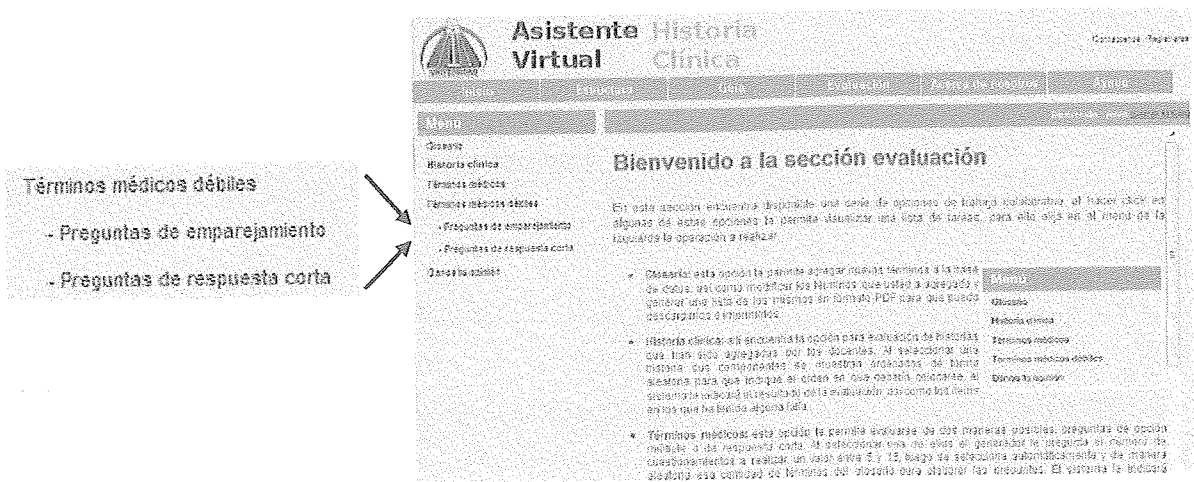 Términos médicos débiles
- Preguntas de emparejamiento
- Preguntas de respuesta corta
Asistente Historia
Virtual Clínica
Inicio Estructura Guía Evaluación Ayuda
Menú
Glosario
Historia clínica
Términos médicos
Términos médicos débiles
- Preguntas de emparejamiento
- Preguntas de respuesta corta
Danos tu opinión
Bienvenido a la sección evaluación
En esta sección encuentra disponible una serie de opciones de trabajo colaborativo, al hacer click en
algunas de estas opciones le permite visualizar una lista de tareas, para ello elija en el menú de la
izquierda la operación a realizar.
• Glosario: esta opción le permite agregar nuevos términos a la base
de datos, así como modificar los términos que usted a agregado y
generar una lista de los mismos en formato PDF para que pueda
descargarlos e imprimirlos.
• Historia clínica: allí encuentra la opción para evaluación de historias
que han sido agregadas por los docentes. Al seleccionar una
historia sus componentes se muestran ordenados de forma
aleatoria para que indique el orden en que debería colocarse, el
sistema le indicará el resultado de la evaluación, así como los ítems
en los que ha tenido alguna falla.
Menú
Glosario
Historia clínica
Términos médicos
Términos médicos débiles
Danos tu opinión
• Términos médicos: esta opción le permite evaluarse de dos maneras posibles: preguntas de opción
múltiple o de respuesta corta. Al seleccionar una de ellas el generador le pregunta el número de
cuestionamientos a realizar, un valor entre 5 y 15, luego se selecciona automáticamente y de manera
aleatoria esa cantidad de términos del glosario para elaborar las preguntas. El sistema le indicará